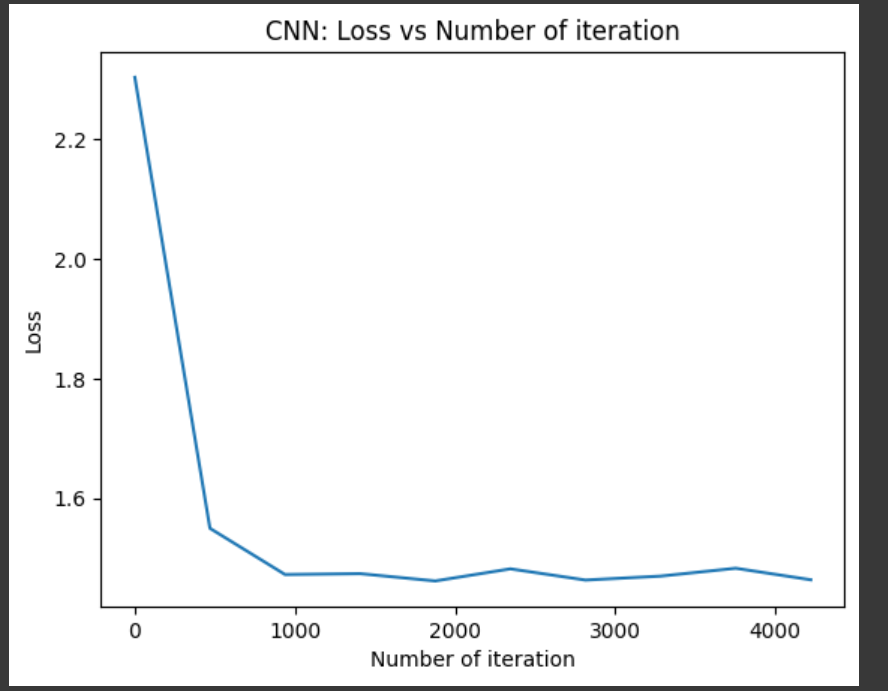 CNN: Loss vs Number of iteration
2.2
2.0
1.8
1.6
Loss
0 1000 2000 3000 4000
Number of iteration